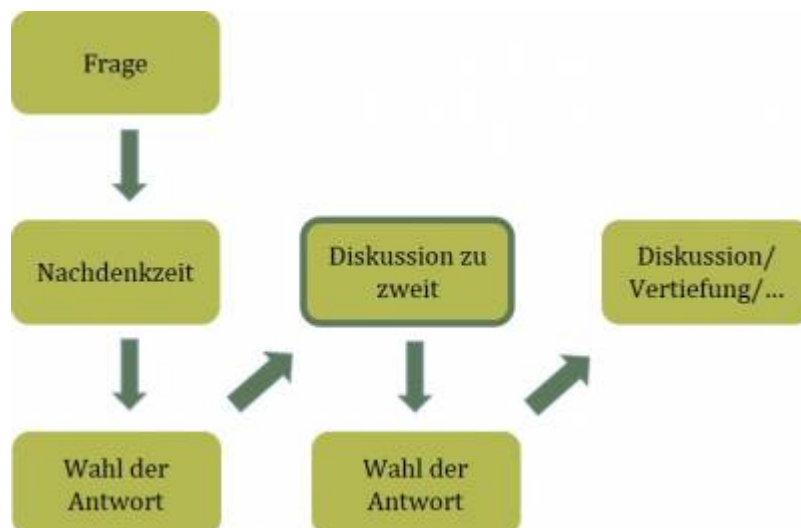 Frage
Nachdenkzeit
Wahl der
Antwort
Diskussion zu
zweit
Wahl der
Antwort
Diskussion/
Vertiefung/...